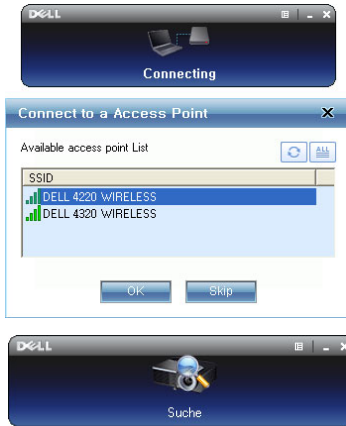 DELL
Connecting
Connect to a Access Point
Available access point List
ALL
SSID
DELL 4220 WIRELESS
DELL 4320 WIRELESS
OK Skip
DELL
Suche